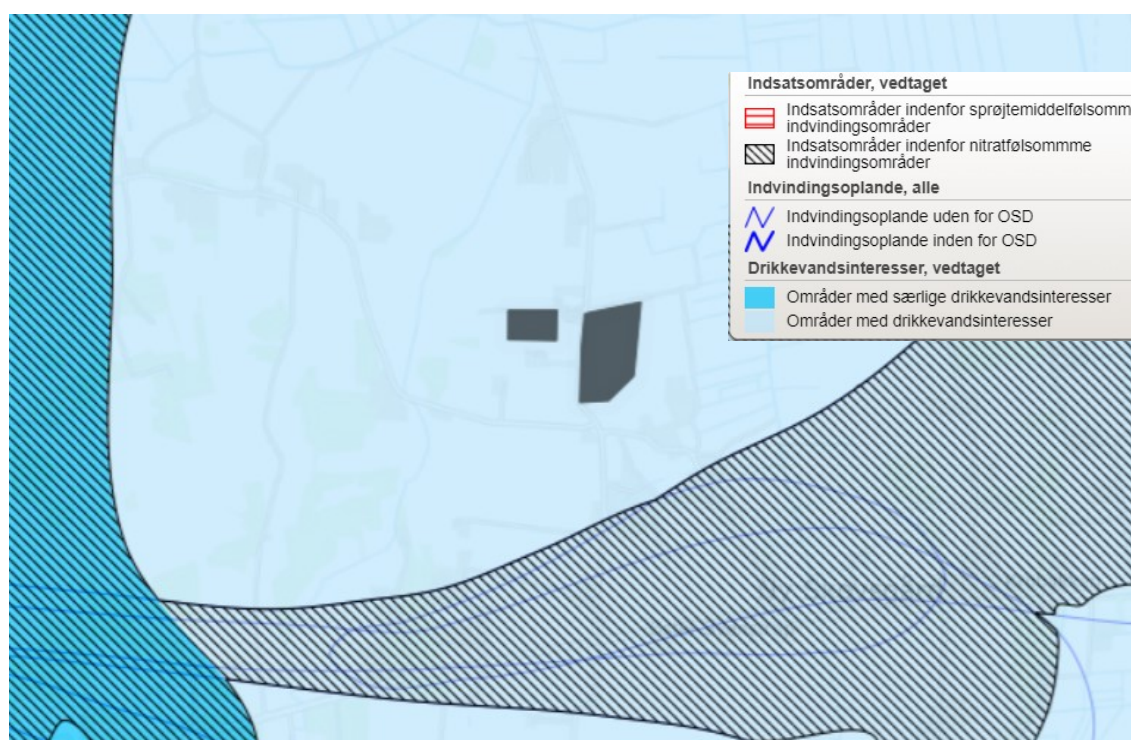 Indsatsområder, vedtaget
Indsatsområder indenfor sprøjtemiddelfølsomm
indvindingsområder
Indsatsområder indenfor nitratfølsommme
indvindingsområder
Indvindingsoplande, alle
Indvindingsoplande uden for OSD
Indvindingsoplande inden for OSD
Drikkevandsinteresser, vedtaget
Områder med særlige drikkevandsinteresser
Områder med drikkevandsinteresser